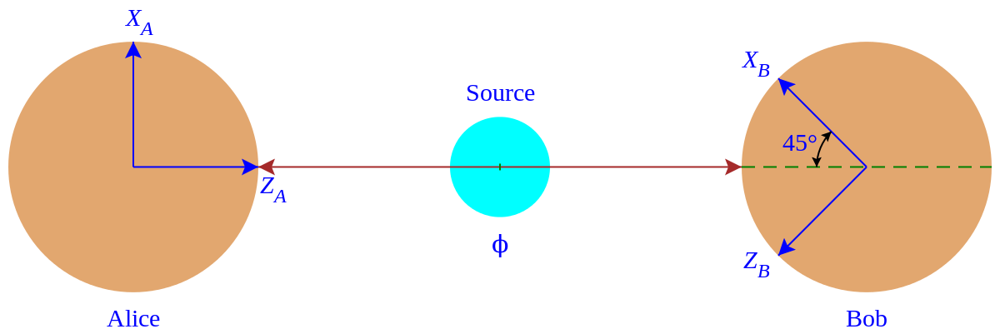 X_A
X_B
Source
45°
Z_A
ϕ
Z_B
Alice
Bob